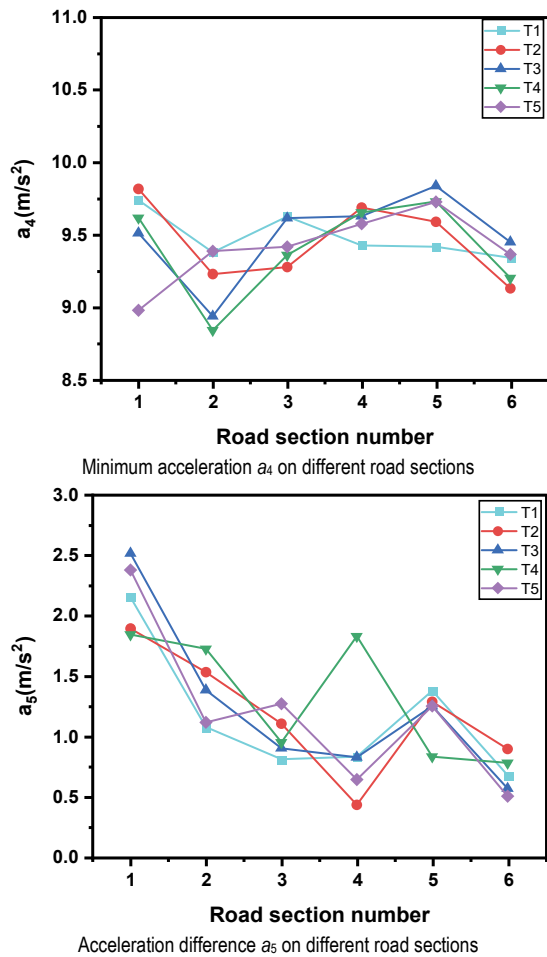 11.0
10.5
10.0
9.5
9.0
8.5
a4(m/s²)
T1
T2
T3
T4
T5
1 2 3 4 5 6
Road section number
Minimum acceleration a4 on different road sections
3.0
2.5
2.0
1.5
1.0
0.5
0.0
a5(m/s²)
T1
T2
T3
T4
T5
1 2 3 4 5 6
Road section number
Acceleration difference a5 on different road sections